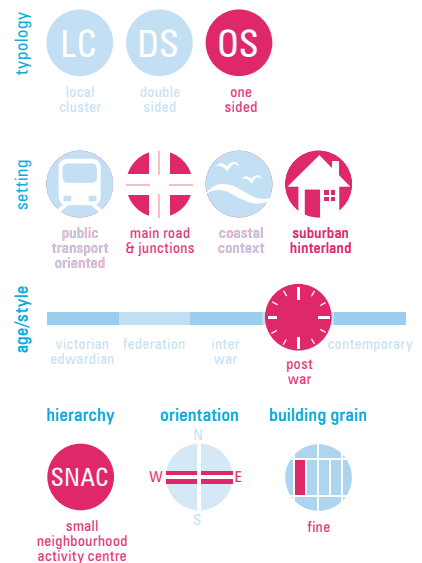 typology
LC
DS
OS
local
cluster
double
sided
one
sided
setting
public
transport
oriented
main road
& junctions
coastal
context
suburban
hinterland
age/style
victorian
edwardian
federation
inter
war
post
war
contemporary
hierarchy
orientation
building grain
SNAC
N
W
E
S
small
neighbourhood
activity centre
fine